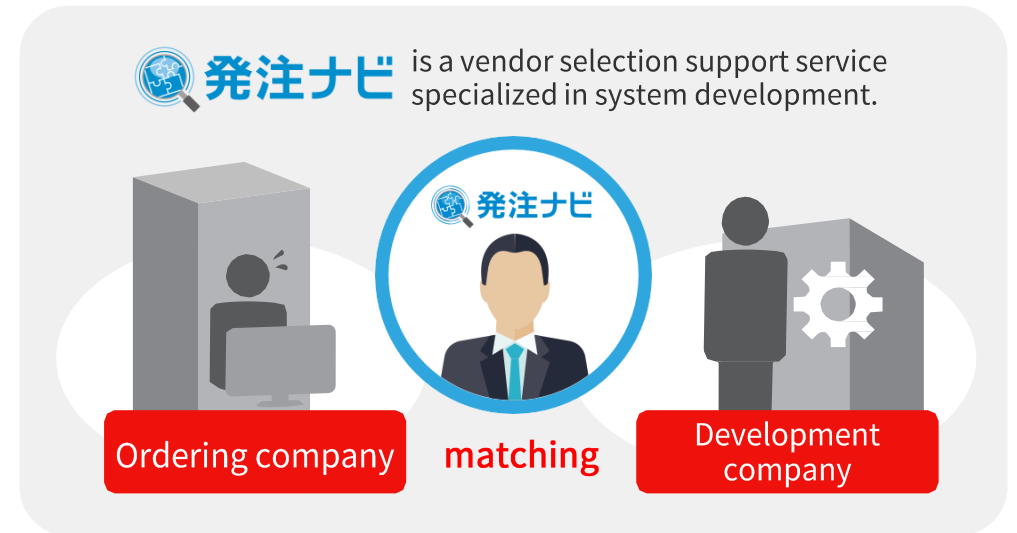 発注ナビ is a vendor selection support service
specialized in system development.
発注ナビ
Ordering company
matching
Development
company